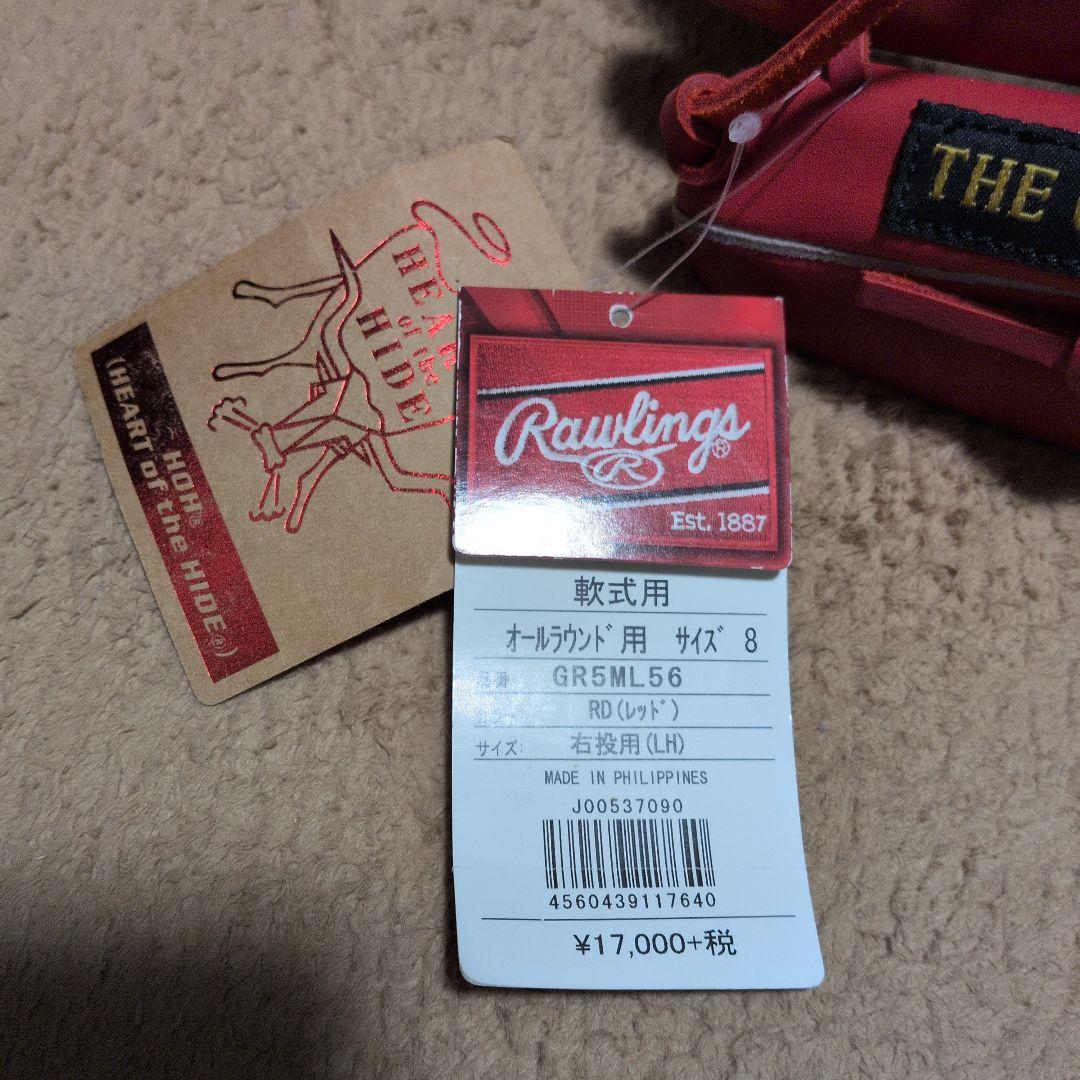 THE
HEART
of the
HIDE
HOH®
(HEART OF the HIDE®)
Rawlings®
R
Est. 1887
軟式用
オールラウンド用 サイズ 8
品番 GR5ML56
RD(レッド)
サイズ: 右投用(LH)
MADE IN PHILIPPINES
J00537090
4560439117640
¥17,000+税